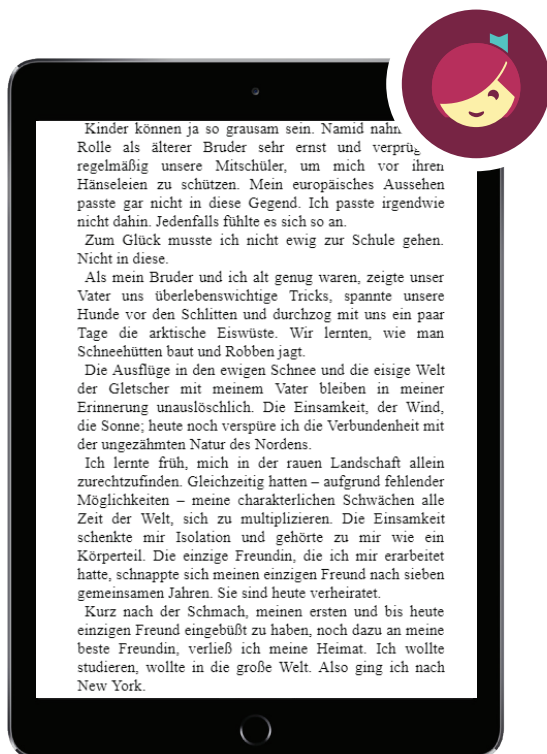 Kinder können ja so grausam sein. Namid nahm
Rolle als älterer Bruder sehr ernst und
regelmäßig unsere Mitschüler, um mich vor ihren
Hänseleien zu schützen. Mein europäisches Aussehen
passte gar nicht in diese Gegend. Ich passte irgendwie
nicht dahin. Jedenfalls fühlte es sich so an.
Zum Glück musste ich nicht ewig zur Schule gehen.
Nicht in diese.
Als mein Bruder und ich alt genug waren, zeigte unser
Vater uns überlebenswichtige Tricks, spannte unsere
Hunde vor den Schlitten und durchzog mit uns ein paar
Tage die arktische Eiswüste. Wir lernten, wie man
Schneehütten baut und Robben jagt.
Die Ausflüge in den ewigen Schnee und die eisige Welt
der Gletscher mit meinem Vater bleiben in meiner
Erinnerung unauslöschlich. Die Einsamkeit, der Wind,
die Sonne; heute noch verspüre ich die Verbundenheit mit
der ungezähmten Natur des Nordens.
Ich lernte früh, mich in der rauen Landschaft allein
zurechtzufinden. Gleichzeitig hatten – aufgrund fehlender
Möglichkeiten – meine charakterlichen Schwächen alle
Zeit der Welt, sich zu multiplizieren. Die Einsamkeit
schenkte mir Isolation und gehörte zu mir wie ein
Körperteil. Die einzige Freundin, die ich mir erarbeitet
hatte, schnappte sich meinen einzigen Freund nach sieben
gemeinsamen Jahren. Sie sind heute verheiratet.
Kurz nach der Schmach, meinen ersten und bis heute
einzigen Freund eingebüßt zu haben, noch dazu an meine
beste Freundin, verließ ich meine Heimat. Ich wollte
studieren, wollte in die große Welt. Also ging ich nach
New York.